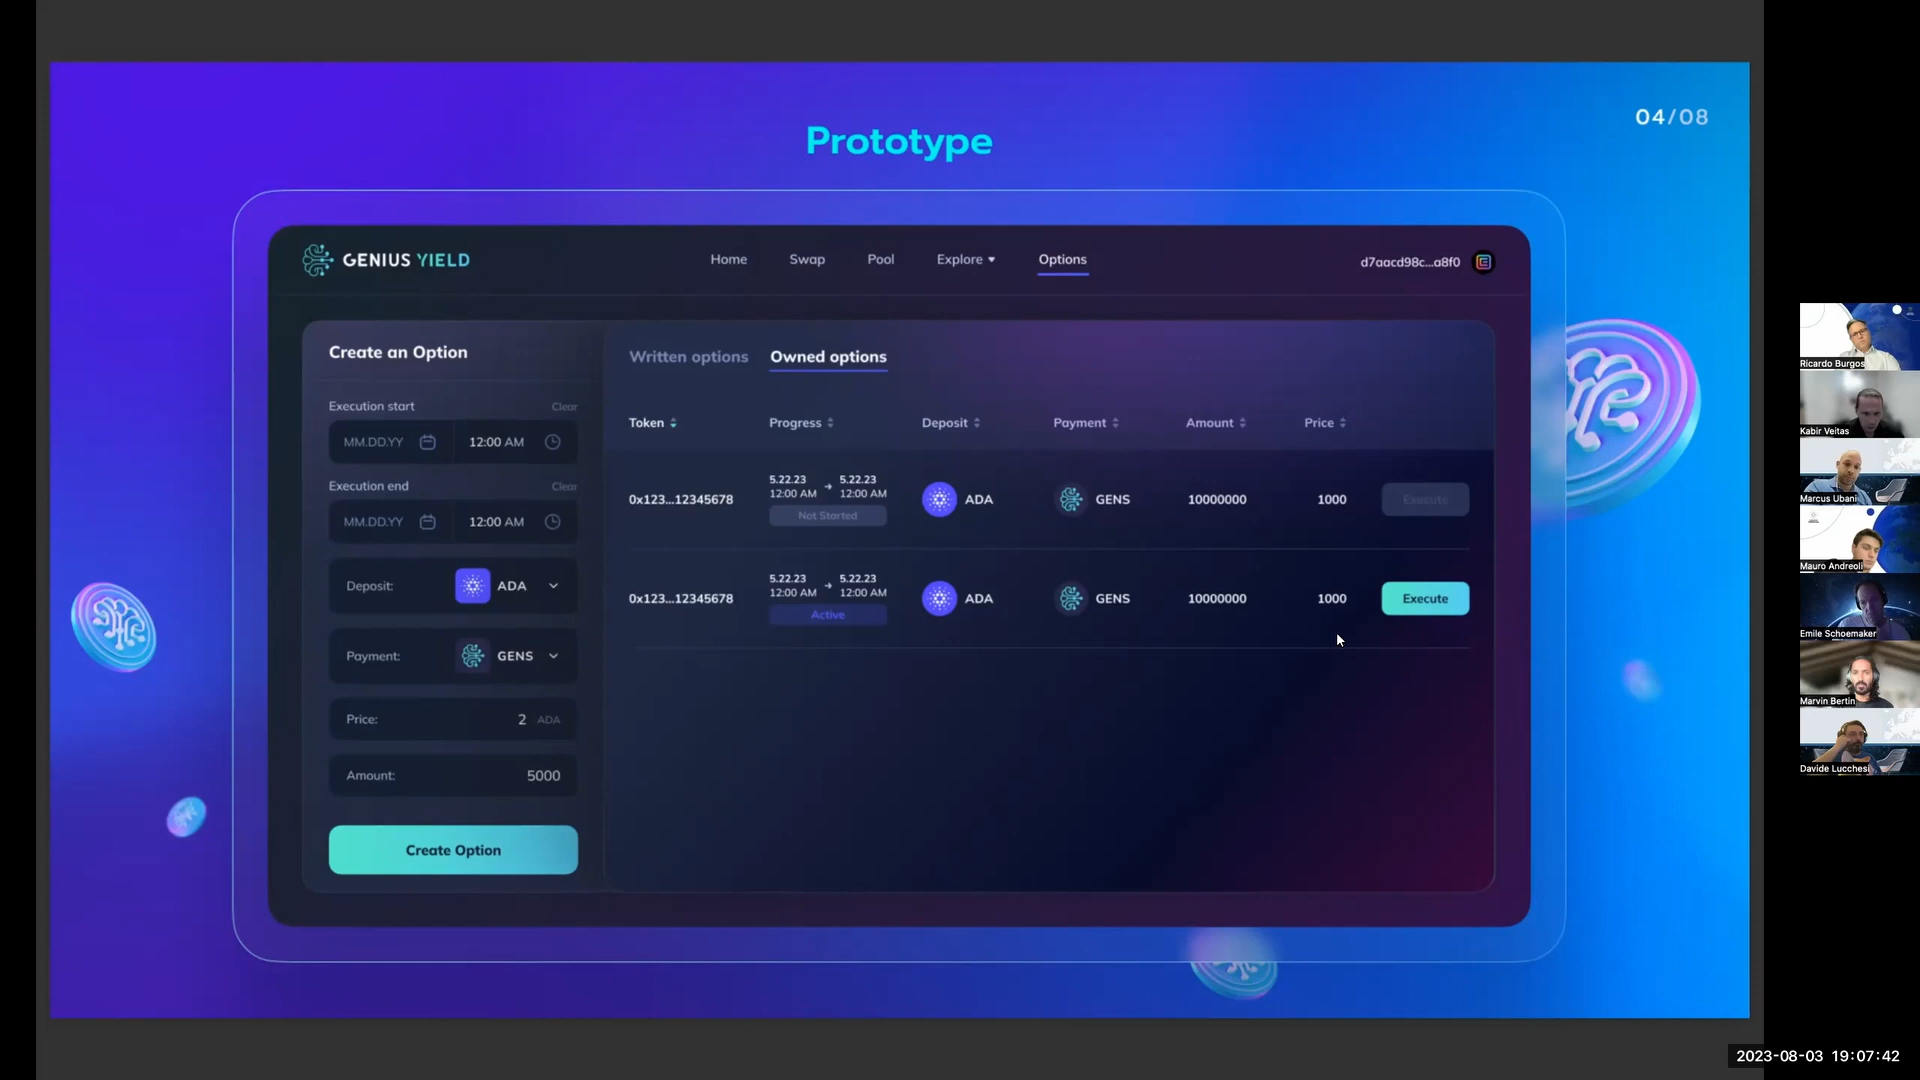 04/08
Prototype
GENIUS YIELD
Home Swap Pool Explore Options
d7aacd98c...a8f0
Create an Option
Execution start Clear
MM.DD.YY 12:00 AM
Execution end Clear
MM.DD.YY 12:00 AM
Deposit: ADA
Payment: GENS
Price: 2 ADA
Amount: 5000
Create Option
Written options Owned options
Token Progress Deposit Payment Amount Price
5.22.23 5.22.23
12:00 AM → 12:00 AM
Not Started
0x123...12345678 ADA GENS 10000000 1000 Execute
5.22.23 5.22.23
12:00 AM → 12:00 AM
Active
0x123...12345678 ADA GENS 10000000 1000 Execute
Ricardo Burgos
Kabir Veitas
Marcus Ubani
Mauro Andreoli
Emile Schoemaker
Marvin Bertin
Davide Lucchesi
2023-08-03 19:07:42